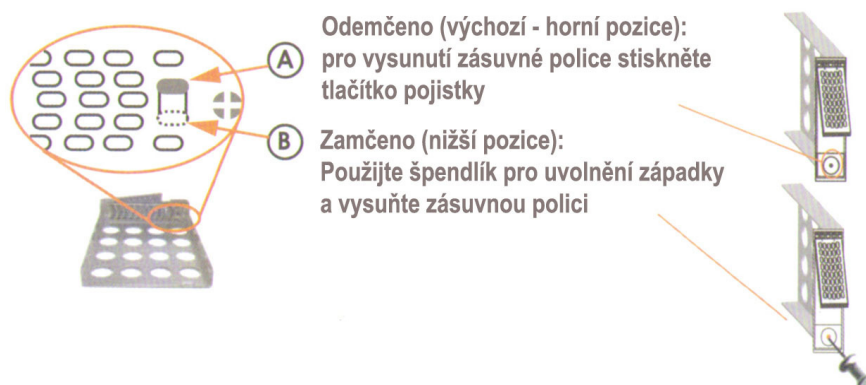 Odemčeno (výchozí - horní pozice):
A
pro vysunutí zásuvné police stiskněte
tlačítko pojistky
B
Zamčeno (nižší pozice):
Použijte špendlík pro uvolnění západky
a vysuňte zásuvnou polici